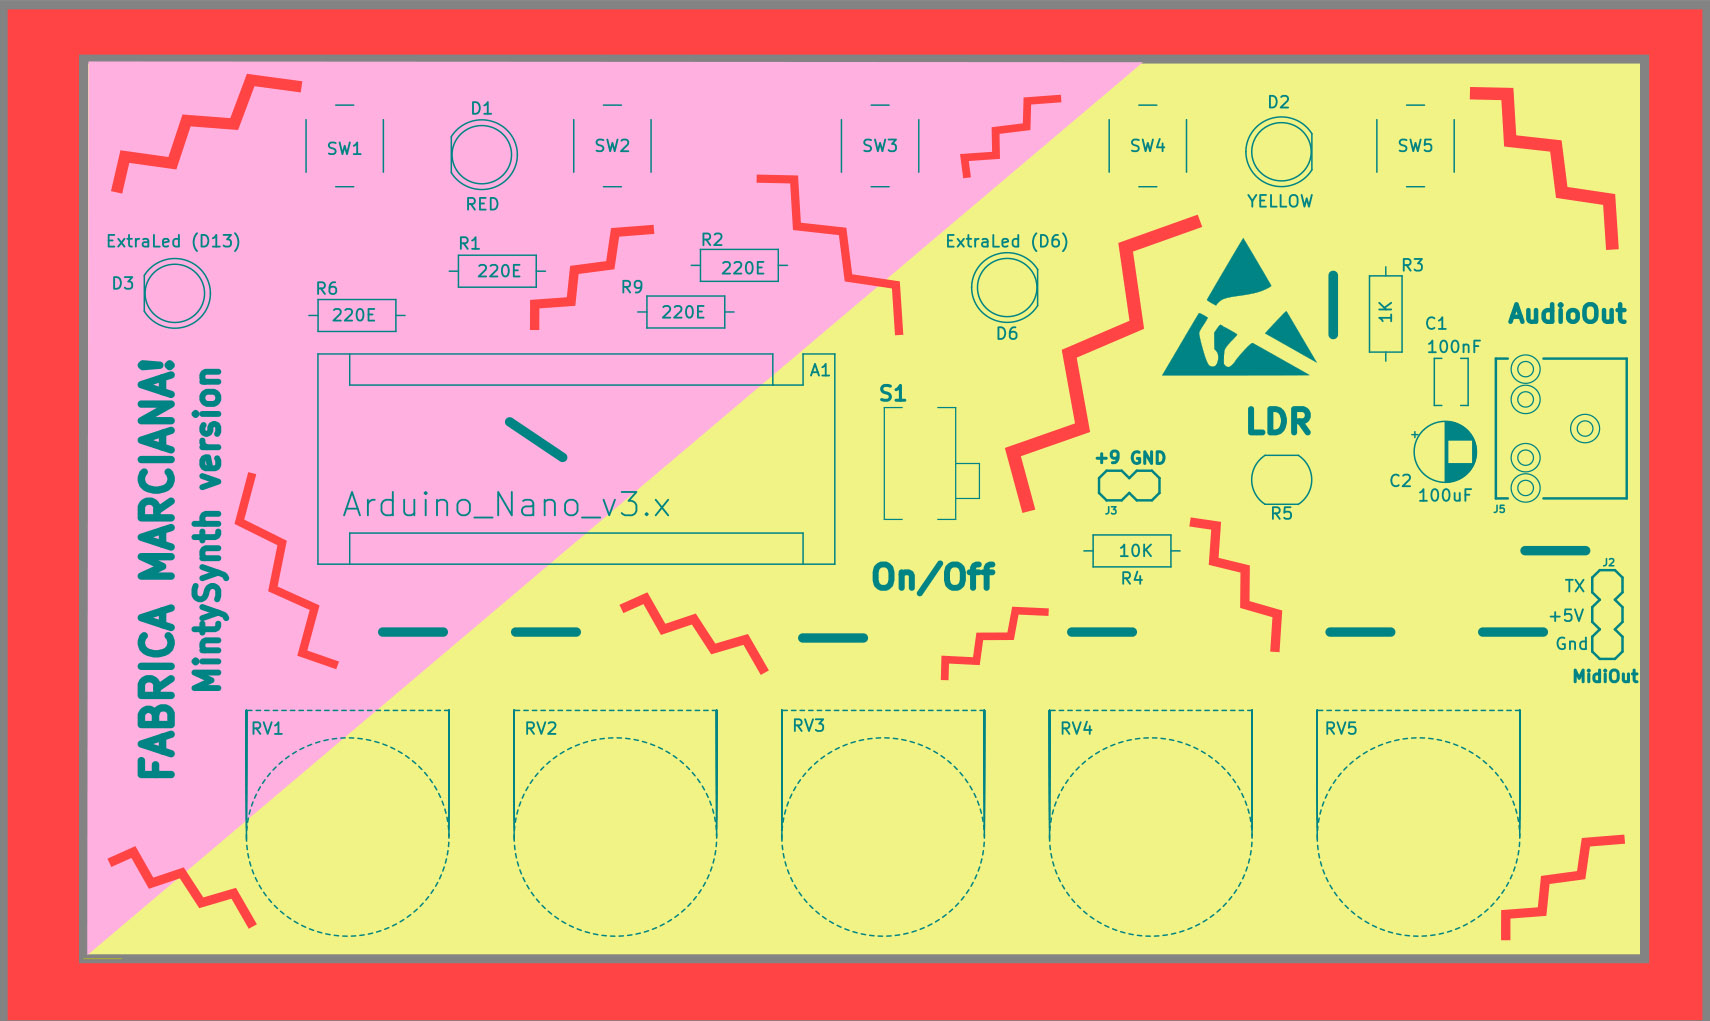 D1
D2
SW1
SW2
SW3
SW4
SW5
RED
YELLOW
ExtraLed (D13)
R1
R2
ExtraLed (D6)
R3
220E
220E
D3
R6
R9
220E
220E
D6
1K
AudioOut
C1
100nF
A1
S1
LDR
+
+9 GND
C2
100uF
J3
J5
R5
Arduino_Nano_v3.x
FABRICA MARCIANA!
MintySynth version
10K
R4
On/Off
J2
TX
+5V
Gnd
MidiOut
RV1
RV2
RV3
RV4
RV5